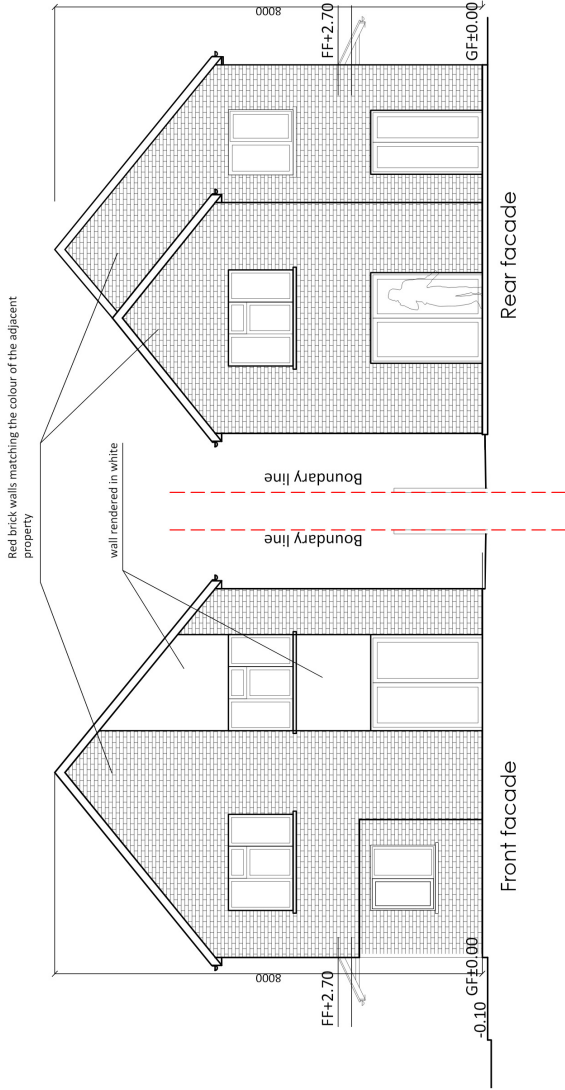 Red brick walls matching the colour of the adjacent
property
wall rendered in white
8000
FF+2.70
GF±0.00
-0.10
Front facade
Boundary line
Boundary line
8000
FF+2.70
GF±0.00
Rear facade